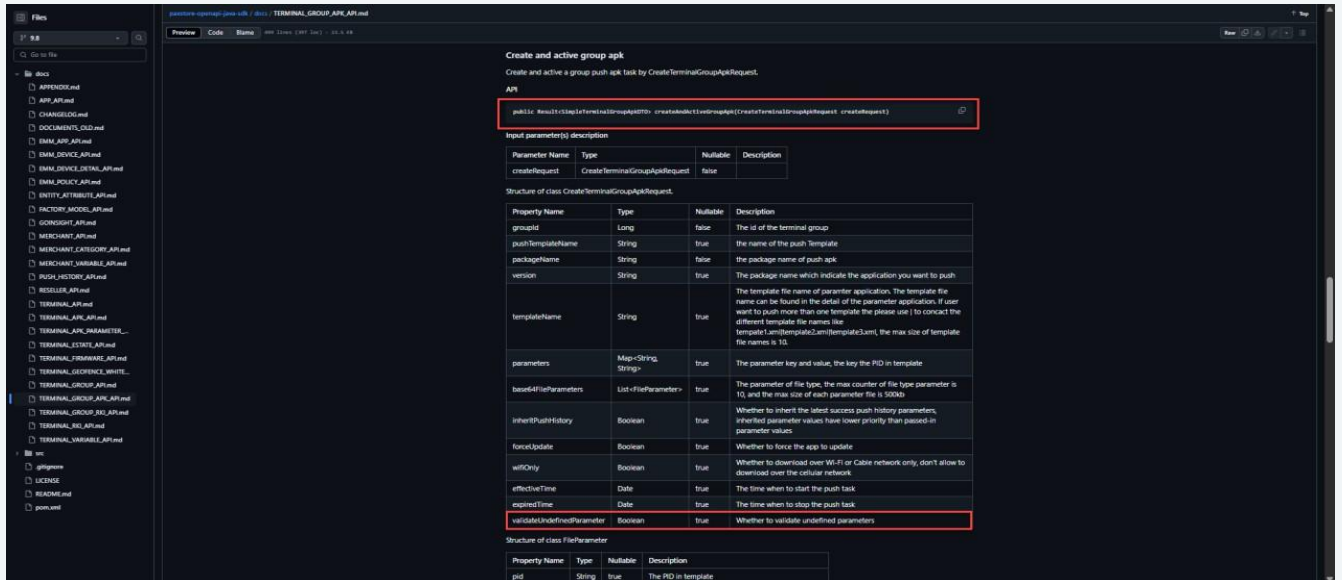 Files
paxstore-openapi-java-sdk / docs / TERMINAL_GROUP_APK_API.md
Top
9.8
Preview Code Blame
Raw
Go to file
docs
APPENDIX.md
APP_API.md
CHANGELOG.md
DOCUMENTS_OLD.md
EMM_APP_API.md
EMM_DEVICE_API.md
EMM_DEVICE_DETAIL_API.md
EMM_POLICY_API.md
ENTITY_ATTRIBUTE_API.md
FACTORY_MODEL_API.md
GOINSIGHT_API.md
MERCHANT_API.md
MERCHANT_CATEGORY_API.md
MERCHANT_VARIABLE_API.md
PUSH_HISTORY_API.md
RESELLER_API.md
TERMINAL_API.md
TERMINAL_APK_API.md
TERMINAL_APK_PARAMETER_...
TERMINAL_ESTATE_API.md
TERMINAL_FIRMWARE_API.md
TERMINAL_GEOFENCE_WHITE...
TERMINAL_GROUP_API.md
TERMINAL_GROUP_APK_API.md
TERMINAL_GROUP_RKI_API.md
TERMINAL_RKI_API.md
TERMINAL_VARIABLE_API.md
src
.gitignore
LICENSE
README.md
pom.xml
Create and active group apk
Create and active a group push apk task by CreateTerminalGroupApkRequest.
API
public Result<SimpleTerminalGroupApkDTO> createAndActiveGroupApk(CreateTerminalGroupApkRequest createRequest)
Input parameter(s) description
Parameter Name Type Nullable Description
createRequest CreateTerminalGroupApkRequest false
Structure of class CreateTerminalGroupApkRequest.
Property Name Type Nullable Description
groupId Long false The id of the terminal group
pushTemplateName String true the name of the push Template
packageName String false the package name of push apk
version String true The package name which indicate the application you want to push
templateName String true The template file name of paramter application. The template file
name can be found in the detail of the parameter application. If user
want to push more than one template the please use | to concact the
different template file names like
tempate1.xml|template2.xml|template3.xml, the max size of template
file names is 10.
parameters Map<String,
String> true The parameter key and value, the key the PID in template
base64FileParameters List<FileParameter> true The parameter of file type, the max counter of file type parameter is
10, and the max size of each parameter file is 500kb
inheritPushHistory Boolean true Whether to inherit the latest success push history parameters,
inherited parameter values have lower priority than passed-in
parameter values
forceUpdate Boolean true Whether to force the app to update
wifiOnly Boolean true Whether to download over Wi-Fi or Cable network only, don't allow to
download over the cellular network
effectiveTime Date true The time when to start the push task
expiredTime Date true The time when to stop the push task
validateUndefinedParameter Boolean true Whether to validate undefined parameters
Structure of class FileParameter
Property Name Type Nullable Description
pid String true The PID in template